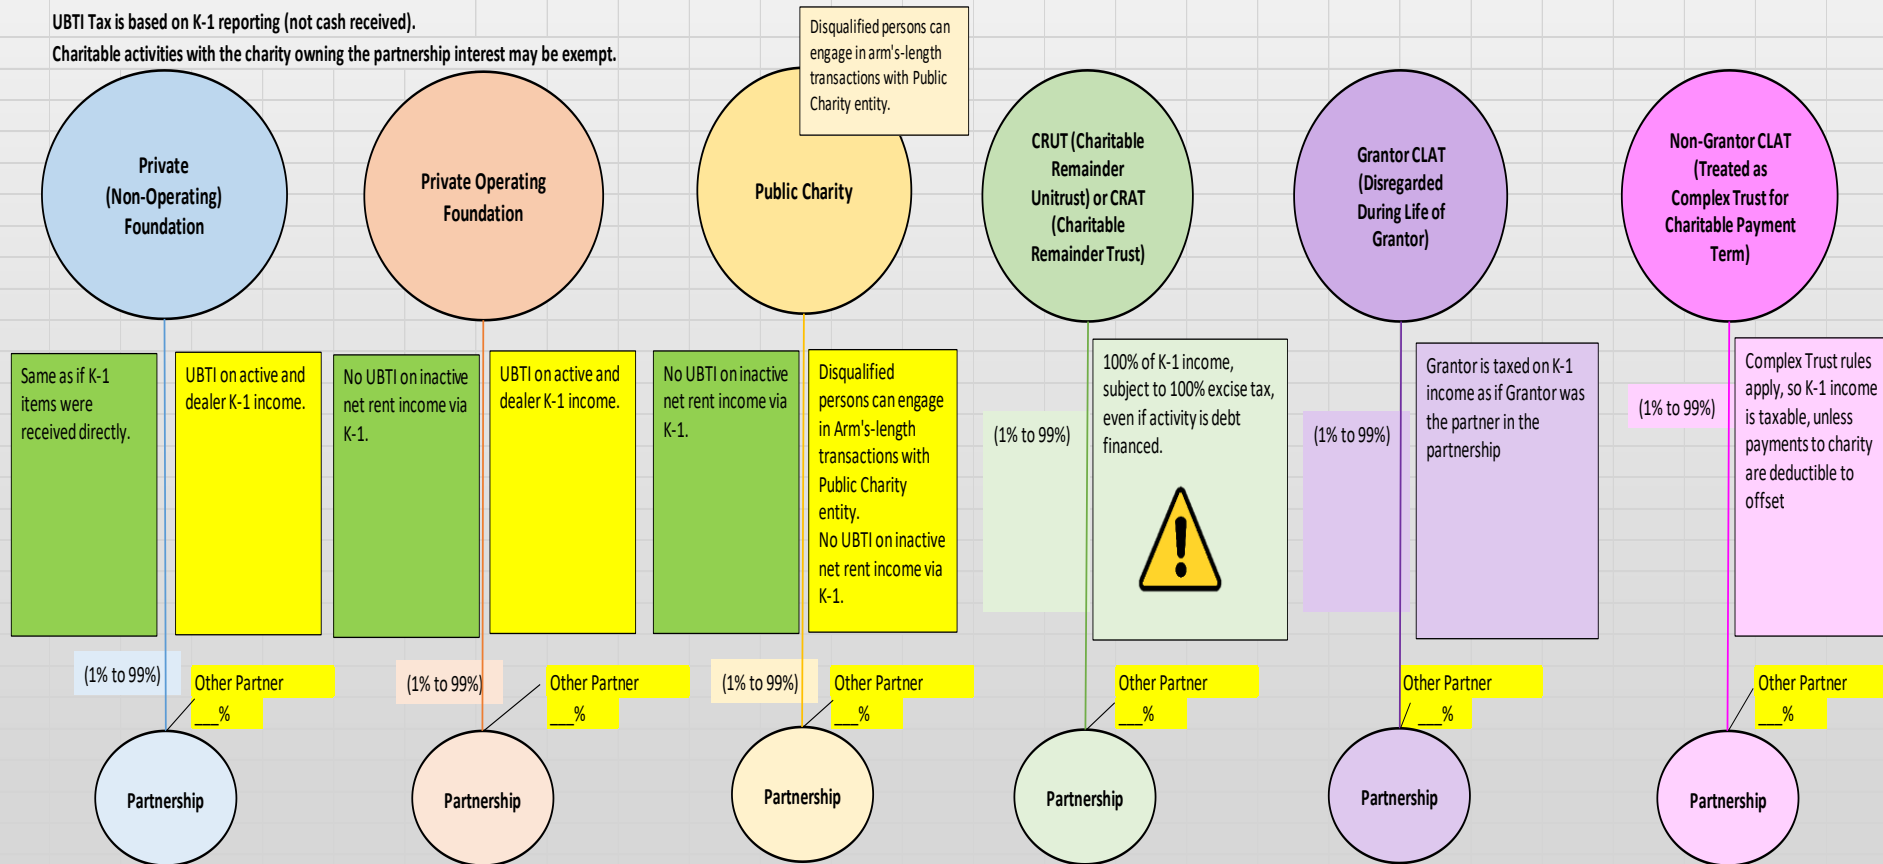 UBTI Tax is based on K-1 reporting (not cash received).
Charitable activities with the charity owning the partnership interest may be exempt.
Disqualified persons can
engage in arm's-length
transactions with Public
Charity entity.
Private
(Non-Operating)
Foundation
Private Operating
Foundation
Public Charity
CRUT (Charitable
Remainder
Unitrust) or CRAT
(Charitable
Remainder Trust)
Grantor CLAT
(Disregarded
During Life of
Grantor)
Non-Grantor CLAT
(Treated as
Complex Trust for
Charitable Payment
Term)
Same as if K-1
items were
received directly.
UBTI on active and
dealer K-1 income.
No UBTI on inactive
net rent income via
K-1.
UBTI on active and
dealer K-1 income.
No UBTI on inactive
net rent income via
K-1.
Disqualified
persons can engage
in Arm's-length
transactions with
Public Charity
entity.
No UBTI on inactive
net rent income via
K-1.
(1% to 99%)
100% of K-1 income,
subject to 100% excise tax,
even if activity is debt
financed.
(1% to 99%)
Grantor is taxed on K-1
income as if Grantor was
the partner in the
partnership
(1% to 99%)
Complex Trust rules
apply, so K-1 income
is taxable, unless
payments to charity
are deductible to
offset
(1% to 99%)
Other Partner
___%
(1% to 99%)
Other Partner
___%
(1% to 99%)
Other Partner
___%
Other Partner
___%
Other Partner
___%
Other Partner
___%
Partnership
Partnership
Partnership
Partnership
Partnership
Partnership